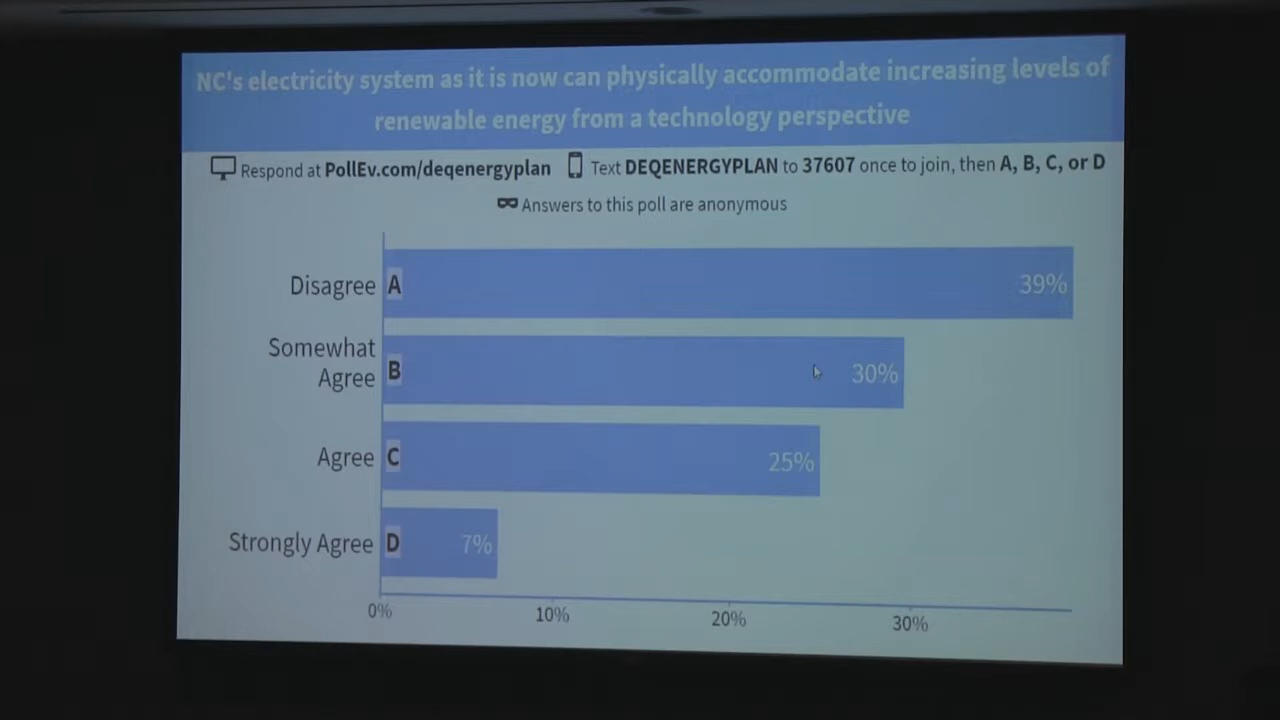 NC's electricity system as it is now can physically accommodate increasing levels of
renewable energy from a technology perspective
Respond at PollEv.com/deqenergyplan Text DEQENERGYPLAN to 37607 once to join, then A, B, C, or D
Answers to this poll are anonymous
Disagree A 39%
Somewhat
Agree B 30%
Agree C 25%
Strongly Agree D 7%
0% 10% 20% 30%